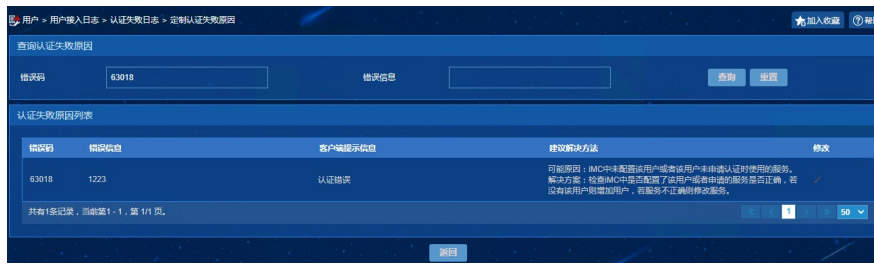 用户 > 用户接入日志 > 认证失败日志 > 定制认证失败原因
加入收藏
查询认证失败原因
错误码 63018 错误信息 查询 重置
认证失败原因列表
错误码 错误信息 客户端提示信息 建议解决方法 修改
63018 1223 认证错误
可能原因：iMC中未配置该用户或者该用户未申请认证时使用的服务。
解决方案：检查iMC中是否配置了该用户或者申请的服务是否正确，若
没有该用户则增加用户，若服务不正确则修改服务。
共有1条记录，当前第1 - 1，第 1/1 页。 1 50
返回